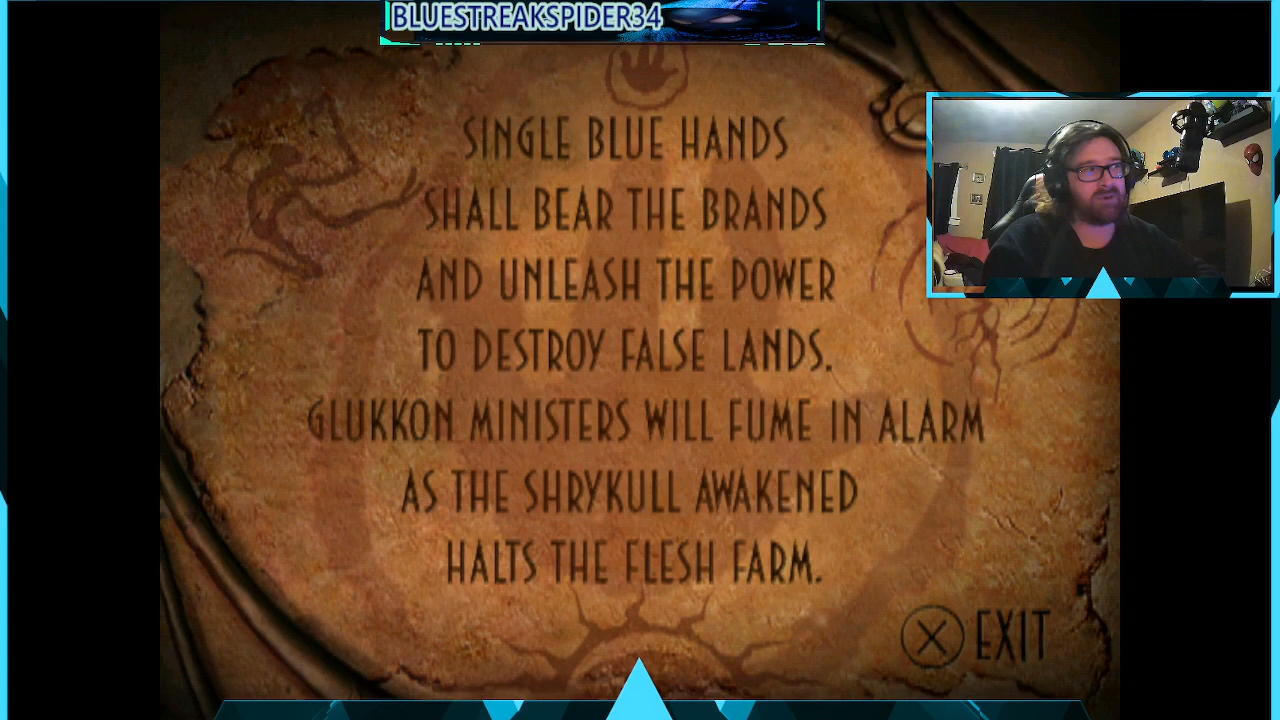 BLUESTREAKSPIDER34
SINGLE BLUE HANDS
SHALL BEAR THE BRANDS
AND UNLEASH THE POWER
TO DESTROY FALSE LANDS.
GLUKKON MINISTERS WILL FUME IN ALARM
AS THE SHRYKULL AWAKENED
HALTS THE FLESH FARM.
X EXIT